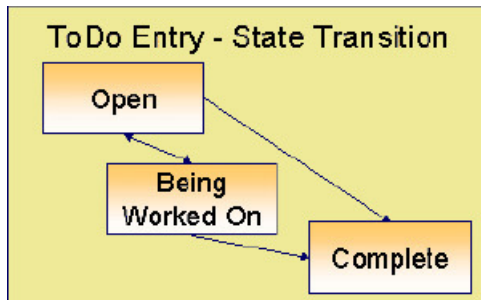 ToDo Entry - State Transition
Open
Being
Worked On
Complete